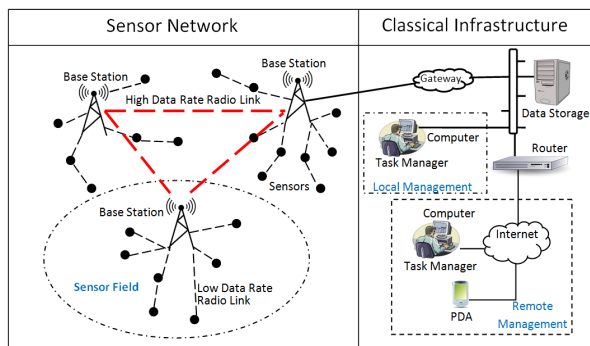 Sensor Network
Classical Infrastructure
Base Station
Base Station
High Data Rate Radio Link
Gateway
Data Storage
Computer
Task Manager
Local Management
Router
Sensors
Base Station
Sensor Field
Low Data Rate
Radio Link
Computer
Task Manager
Internet
PDA
Remote
Management